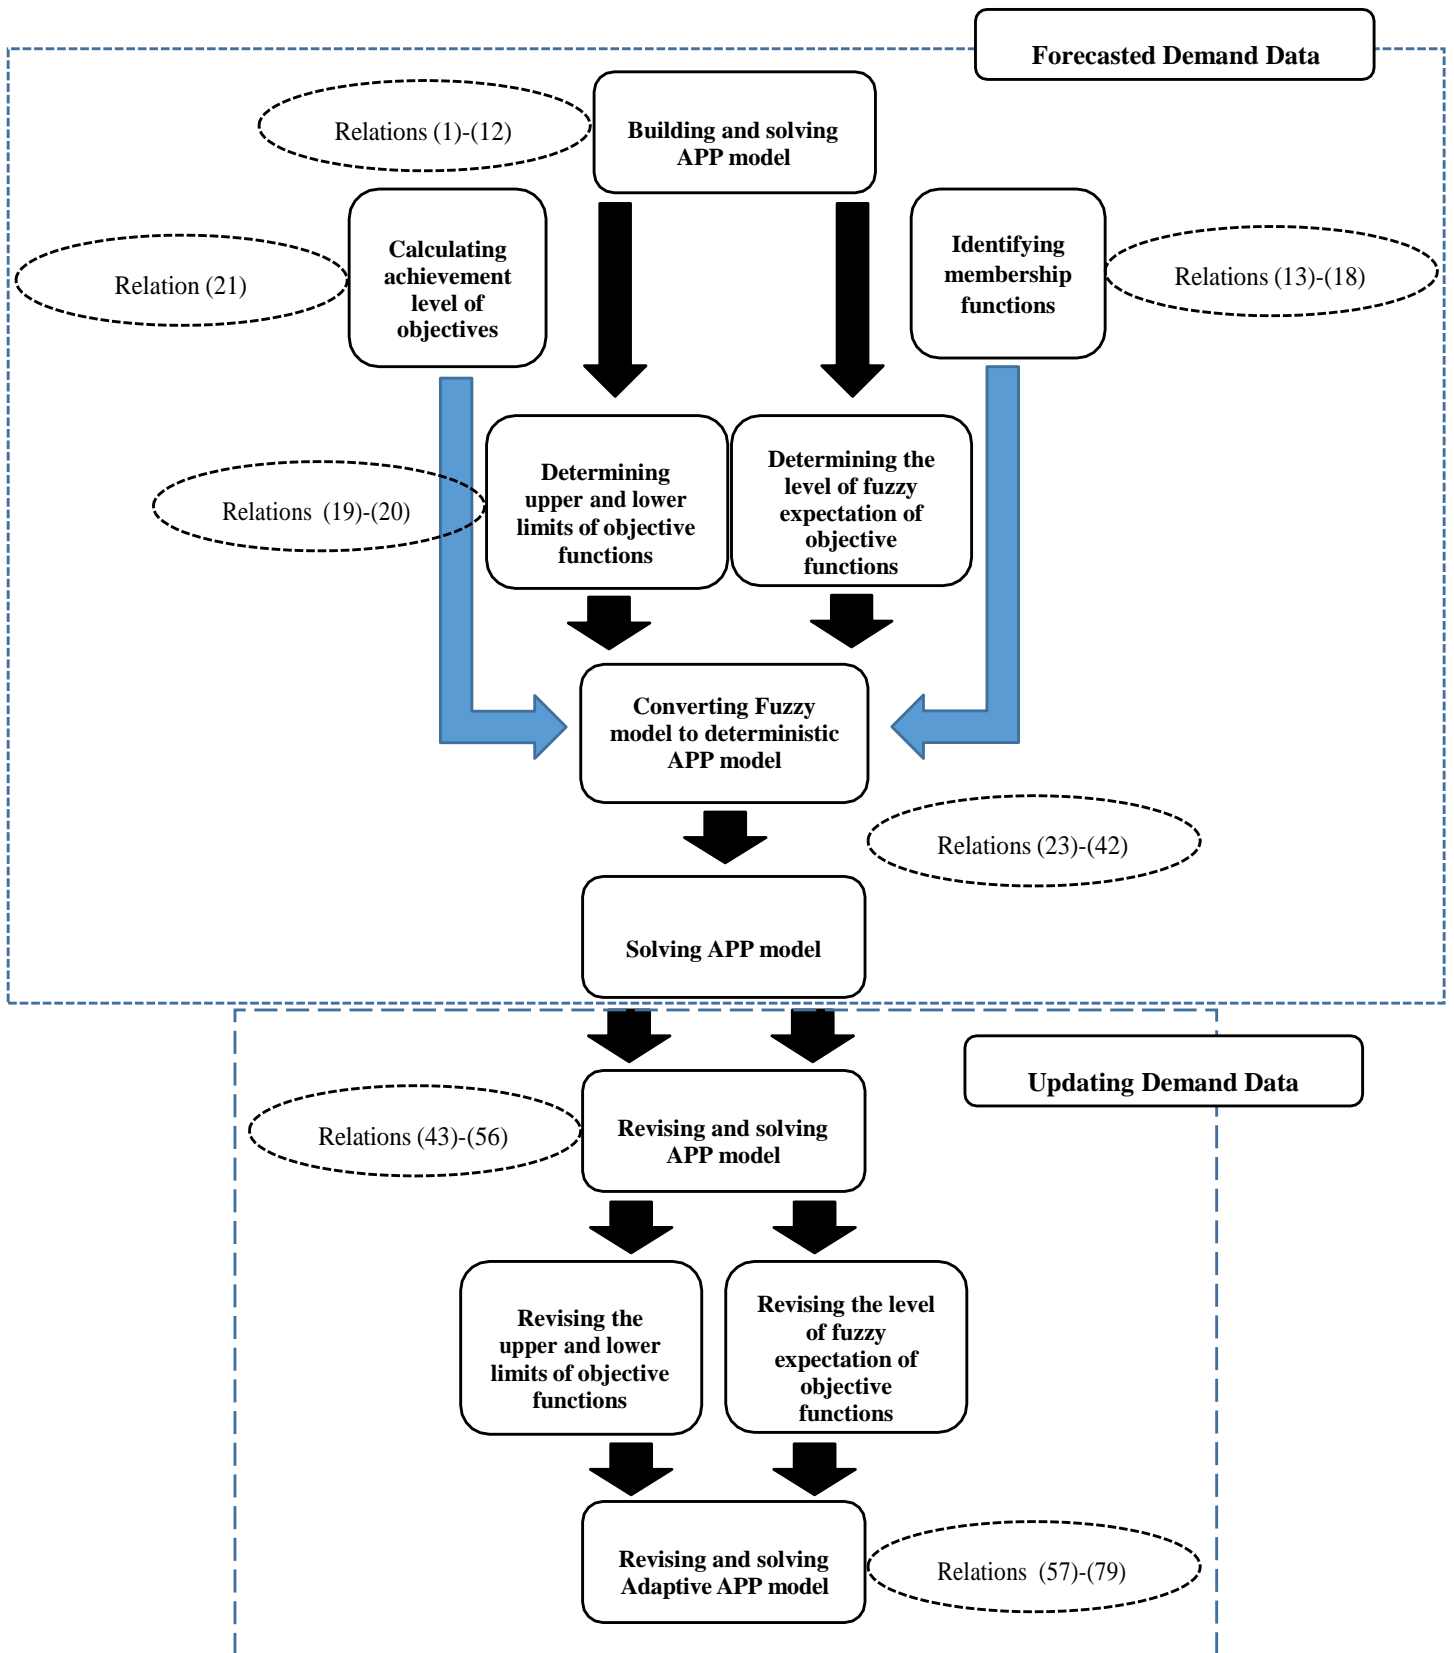 Forecasted Demand Data
Relations (1)-(12)
Building and solving
APP model
Calculating
achievement
level of
objectives
Relation (21)
Identifying
membership
functions
Relations (13)-(18)
Determining
upper and lower
limits of objective
functions
Relations (19)-(20)
Determining the
level of fuzzy
expectation of
objective
functions
Converting Fuzzy
model to deterministic
APP model
Relations (23)-(42)
Solving APP model
Updating Demand Data
Relations (43)-(56)
Revising and solving
APP model
Revising the
upper and lower
limits of objective
functions
Revising the level
of fuzzy
expectation of
objective
functions
Revising and solving
Adaptive APP model
Relations (57)-(79)